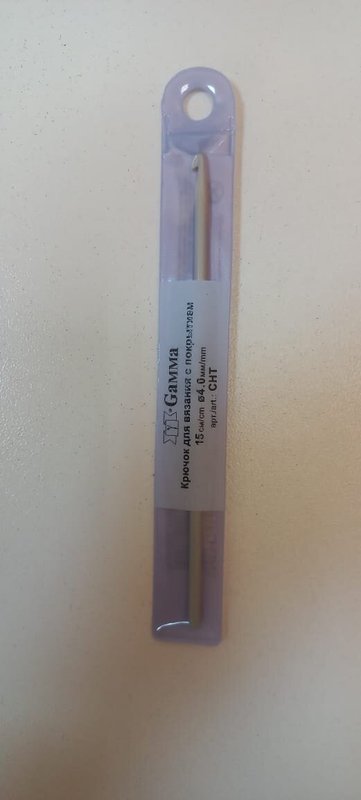 Gamma
Крючок для вязания с покрытием
15 см/cm ø4.0 мм/mm
арт./art.: CHT